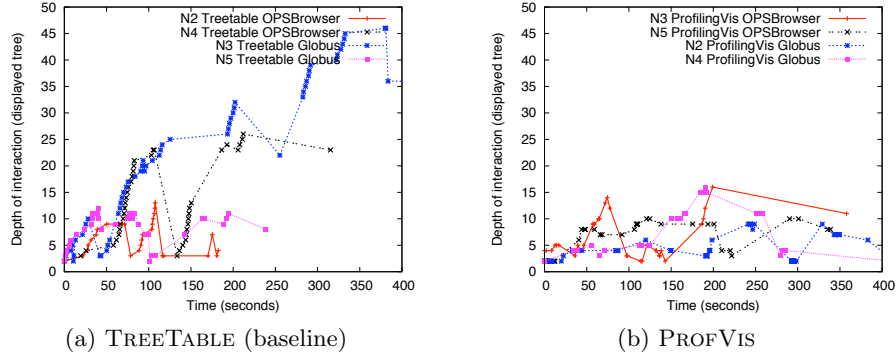 50
45
40
35
30
25
20
15
10
5
0
Depth of interaction (displayed tree)
N2 Treetable OPSBrowser
N4 Treetable OPSBrowser
N3 Treetable Globus
N5 Treetable Globus
0 50 100 150 200 250 300 350 400
Time (seconds)
(a) TREETABLE (baseline)
50
45
40
35
30
25
20
15
10
5
0
Depth of interaction (displayed tree)
N3 ProfilingVis OPSBrowser
N5 ProfilingVis OPSBrowser
N2 ProfilingVis Globus
N4 ProfilingVis Globus
0 50 100 150 200 250 300 350 400
Time (seconds)
(b) PROFVIS